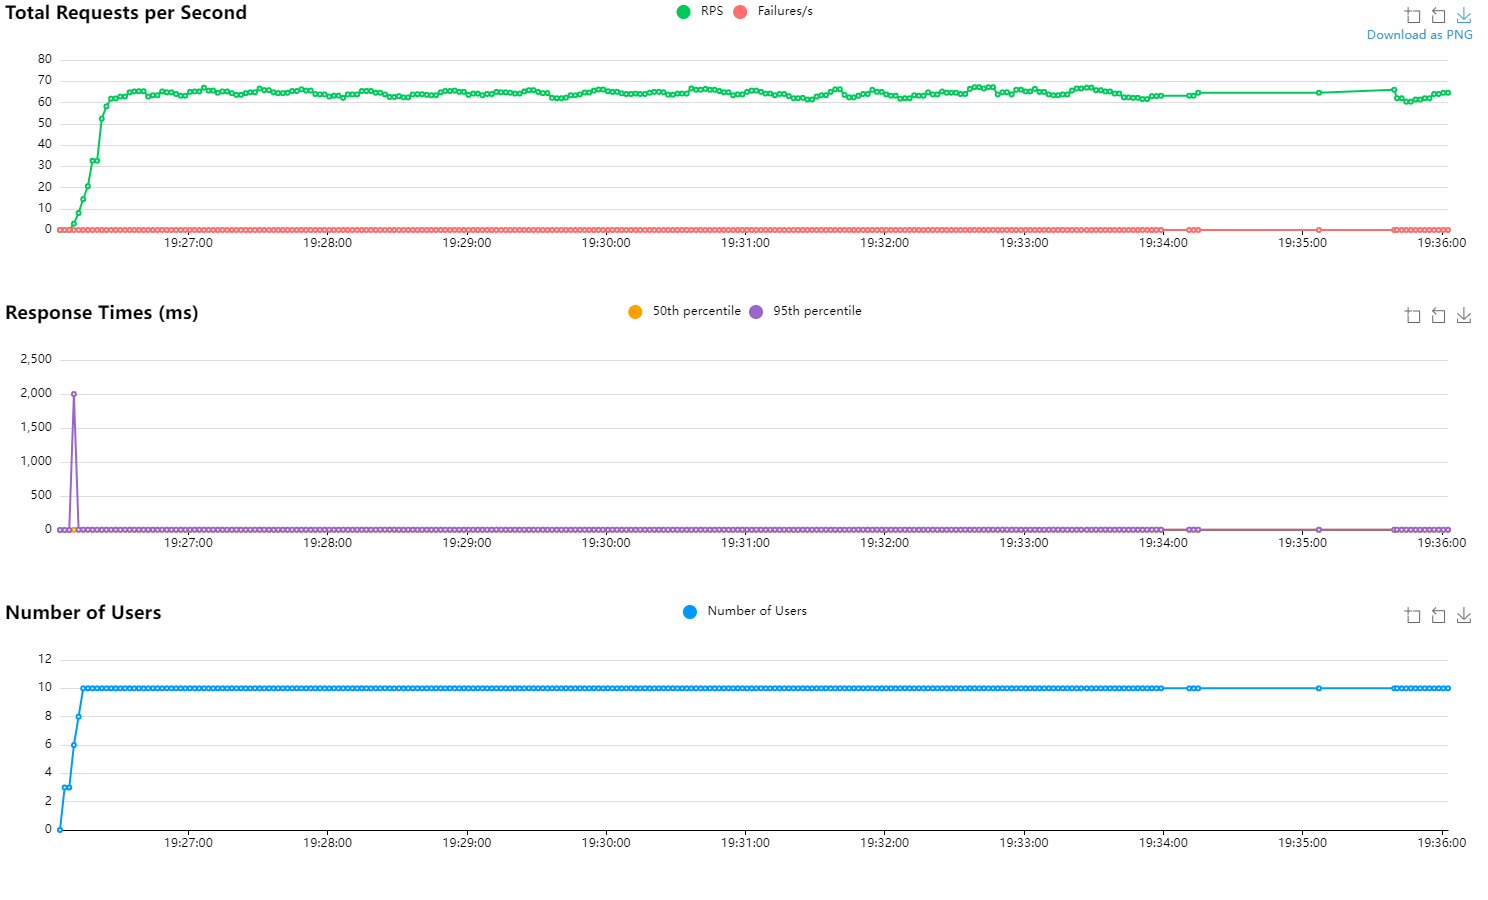 Total Requests per Second
RPS Failures/s
Download as PNG
80
70
60
50
40
30
20
10
0
19:27:00 19:28:00 19:29:00 19:30:00 19:31:00 19:32:00 19:33:00 19:34:00 19:35:00 19:36:00
Response Times (ms)
50th percentile 95th percentile
2,500
2,000
1,500
1,000
500
0
19:27:00 19:28:00 19:29:00 19:30:00 19:31:00 19:32:00 19:33:00 19:34:00 19:35:00 19:36:00
Number of Users
Number of Users
12
10
8
6
4
2
0
19:27:00 19:28:00 19:29:00 19:30:00 19:31:00 19:32:00 19:33:00 19:34:00 19:35:00 19:36:00